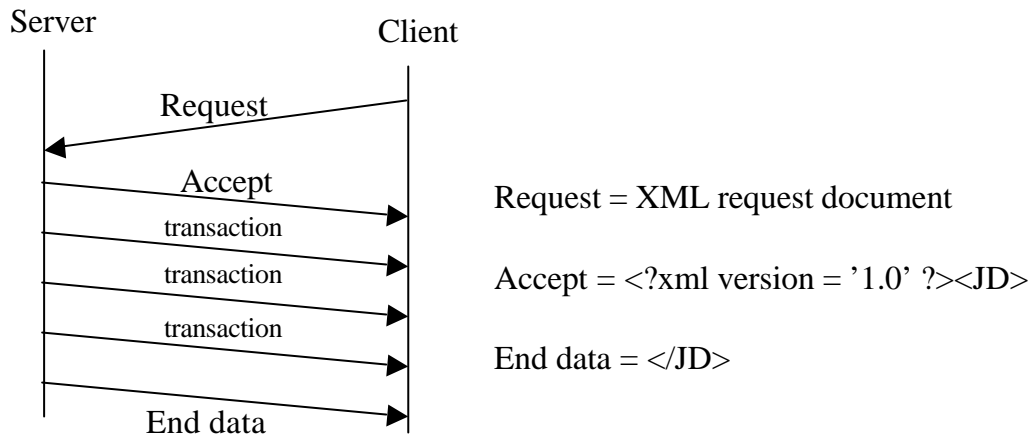 Server
Client
Request
Accept
transaction
transaction
transaction
End data
Request = XML request document
Accept = <?xml version = ’1.0’ ?><JD>
End data = </JD>